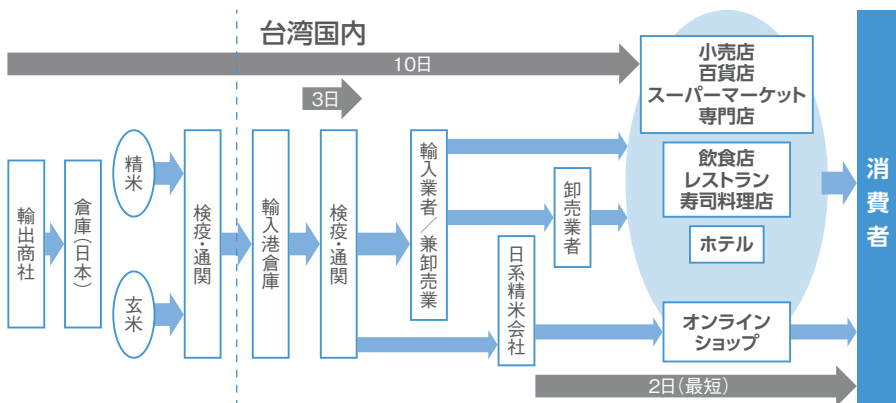 台湾国内
10日
3日
輸出商社
倉庫（日本）
精米
玄米
検疫・通関
輸入港倉庫
検疫・通関
輸入業者／兼卸売業
日系精米会社
卸売業者
小売店
百貨店
スーパーマーケット
専門店
飲食店
レストラン
寿司料理店
ホテル
オンライン
ショップ
消費者
2日（最短）